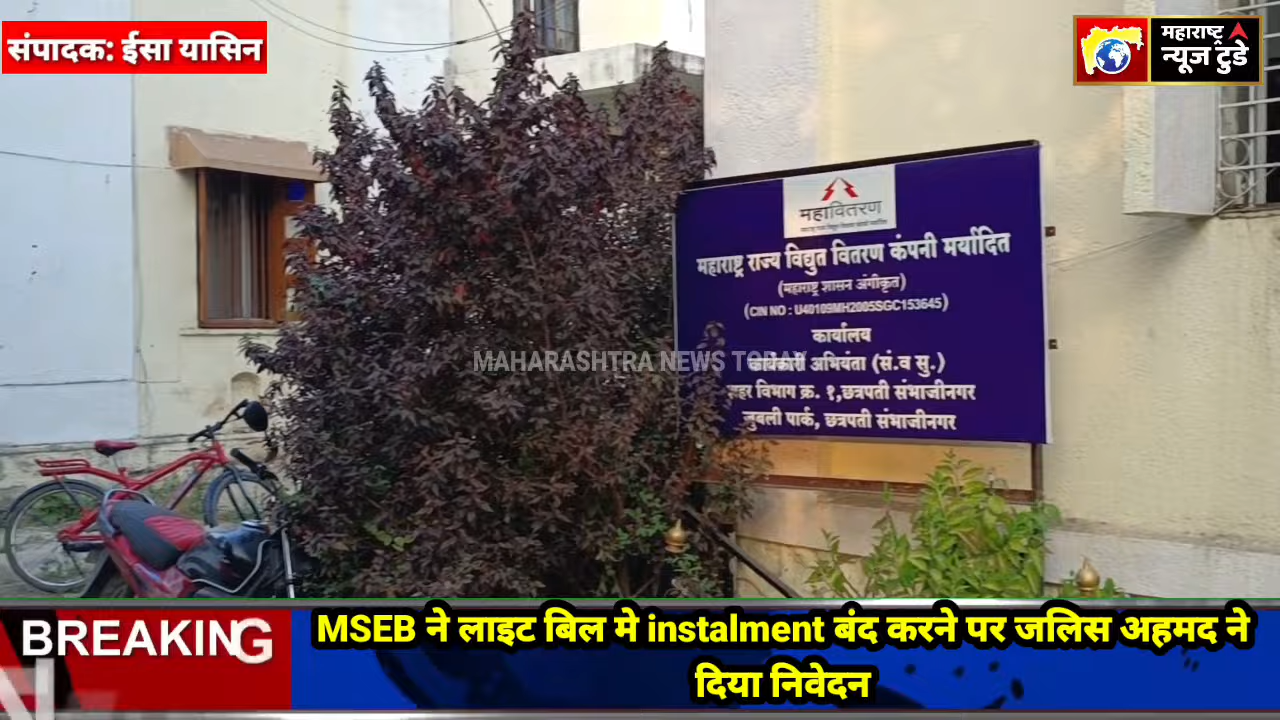 संपादक: ईसा यासिन
महाराष्ट्र
न्यूज टुडे
महावितरण
महाराष्ट्र राज्य विद्युत वितरण कंपनी मर्यादित
(महाराष्ट्र शासन अंगीकृत)
(CIN NO : U40109MH2005SGC153645)
कार्यालय
MAHARASHTRA NEWS TODAY
कार्यकारी अभियंता (सं.व सु.)
विभाग क्र. १,छत्रपती संभाजीनगर
पार्क, छत्रपती संभाजीनगर
BREAKING
N
MSEB ने लाइट बिल मे instalment बंद करने पर जलिस अहमद ने
दिया निवेदन